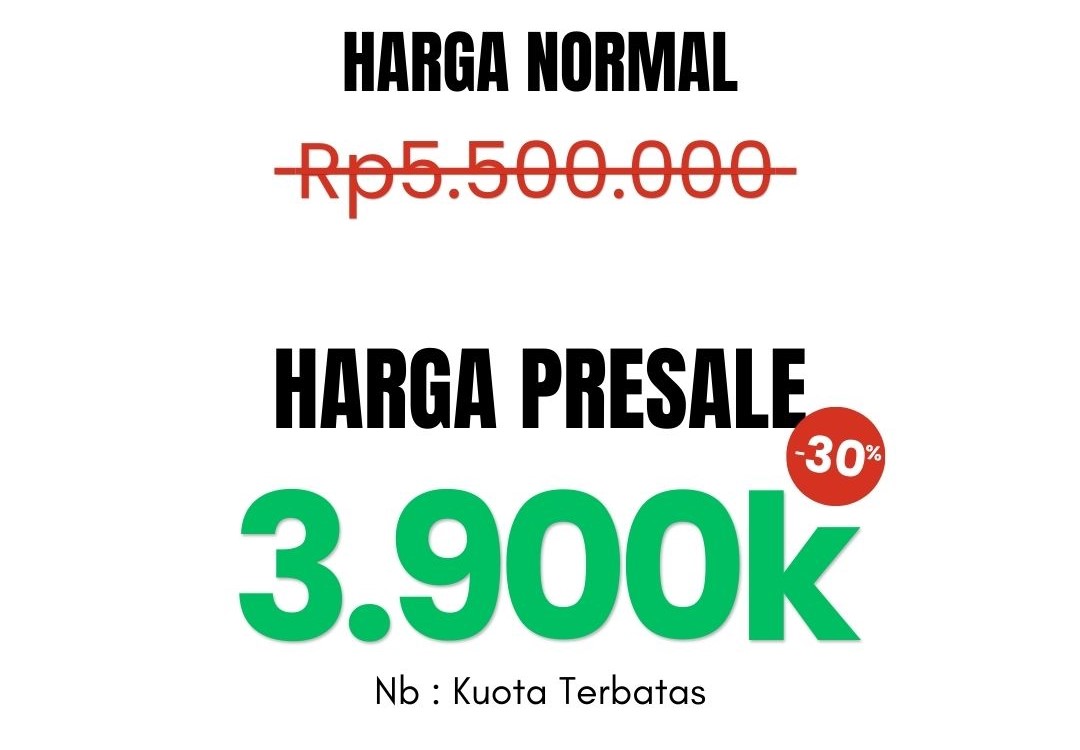 HARGA NORMAL
Rp5.500.000
HARGA PRESALE
-30%
3.900k
Nb : Kuota Terbatas